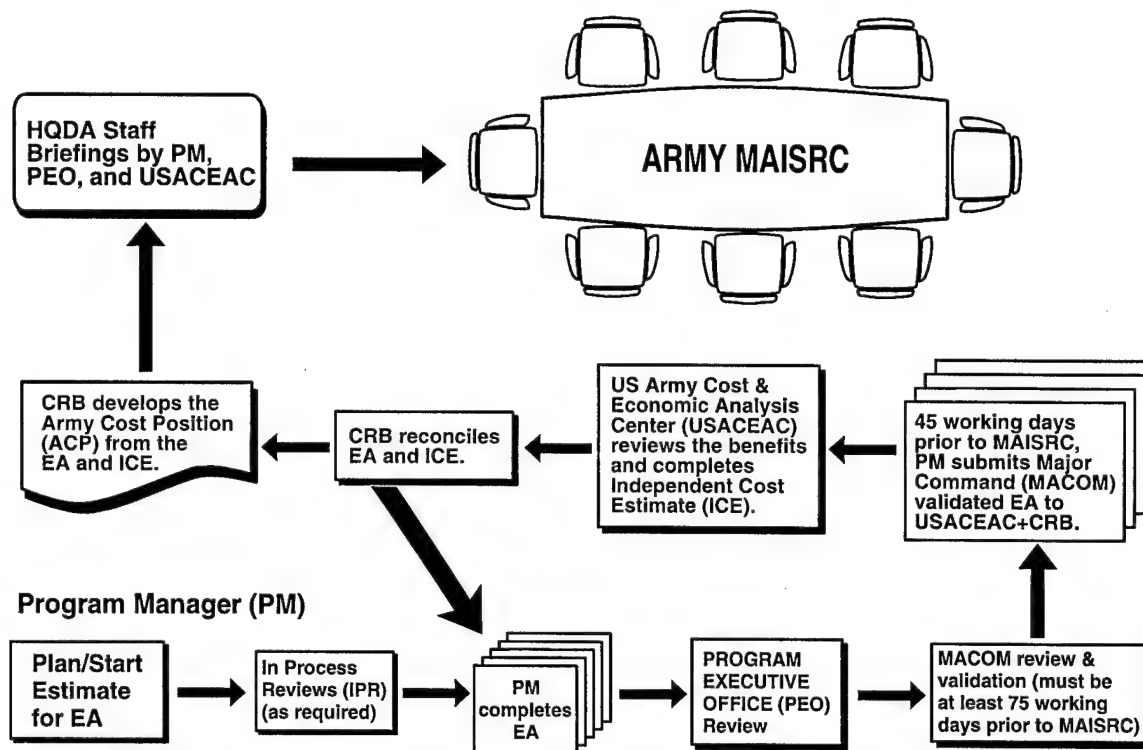 HQDA Staff
Briefings by PM,
PEO, and USACEAC
ARMY MAISRC
CRB develops the
Army Cost Position
(ACP) from the
EA and ICE.
CRB reconciles
EA and ICE.
US Army Cost &
Economic Analysis
Center (USACEAC)
reviews the benefits
and completes
Independent Cost
Estimate (ICE).
45 working days
prior to MAISRC,
PM submits Major
Command (MACOM)
validated EA to
USACEAC+CRB.
Program Manager (PM)
Plan/Start
Estimate
for EA
In Process
Reviews (IPR)
(as required)
PM
completes
EA
PROGRAM
EXECUTIVE
OFFICE (PEO)
Review
MACOM review &
validation (must be
at least 75 working
days prior to MAISRC)